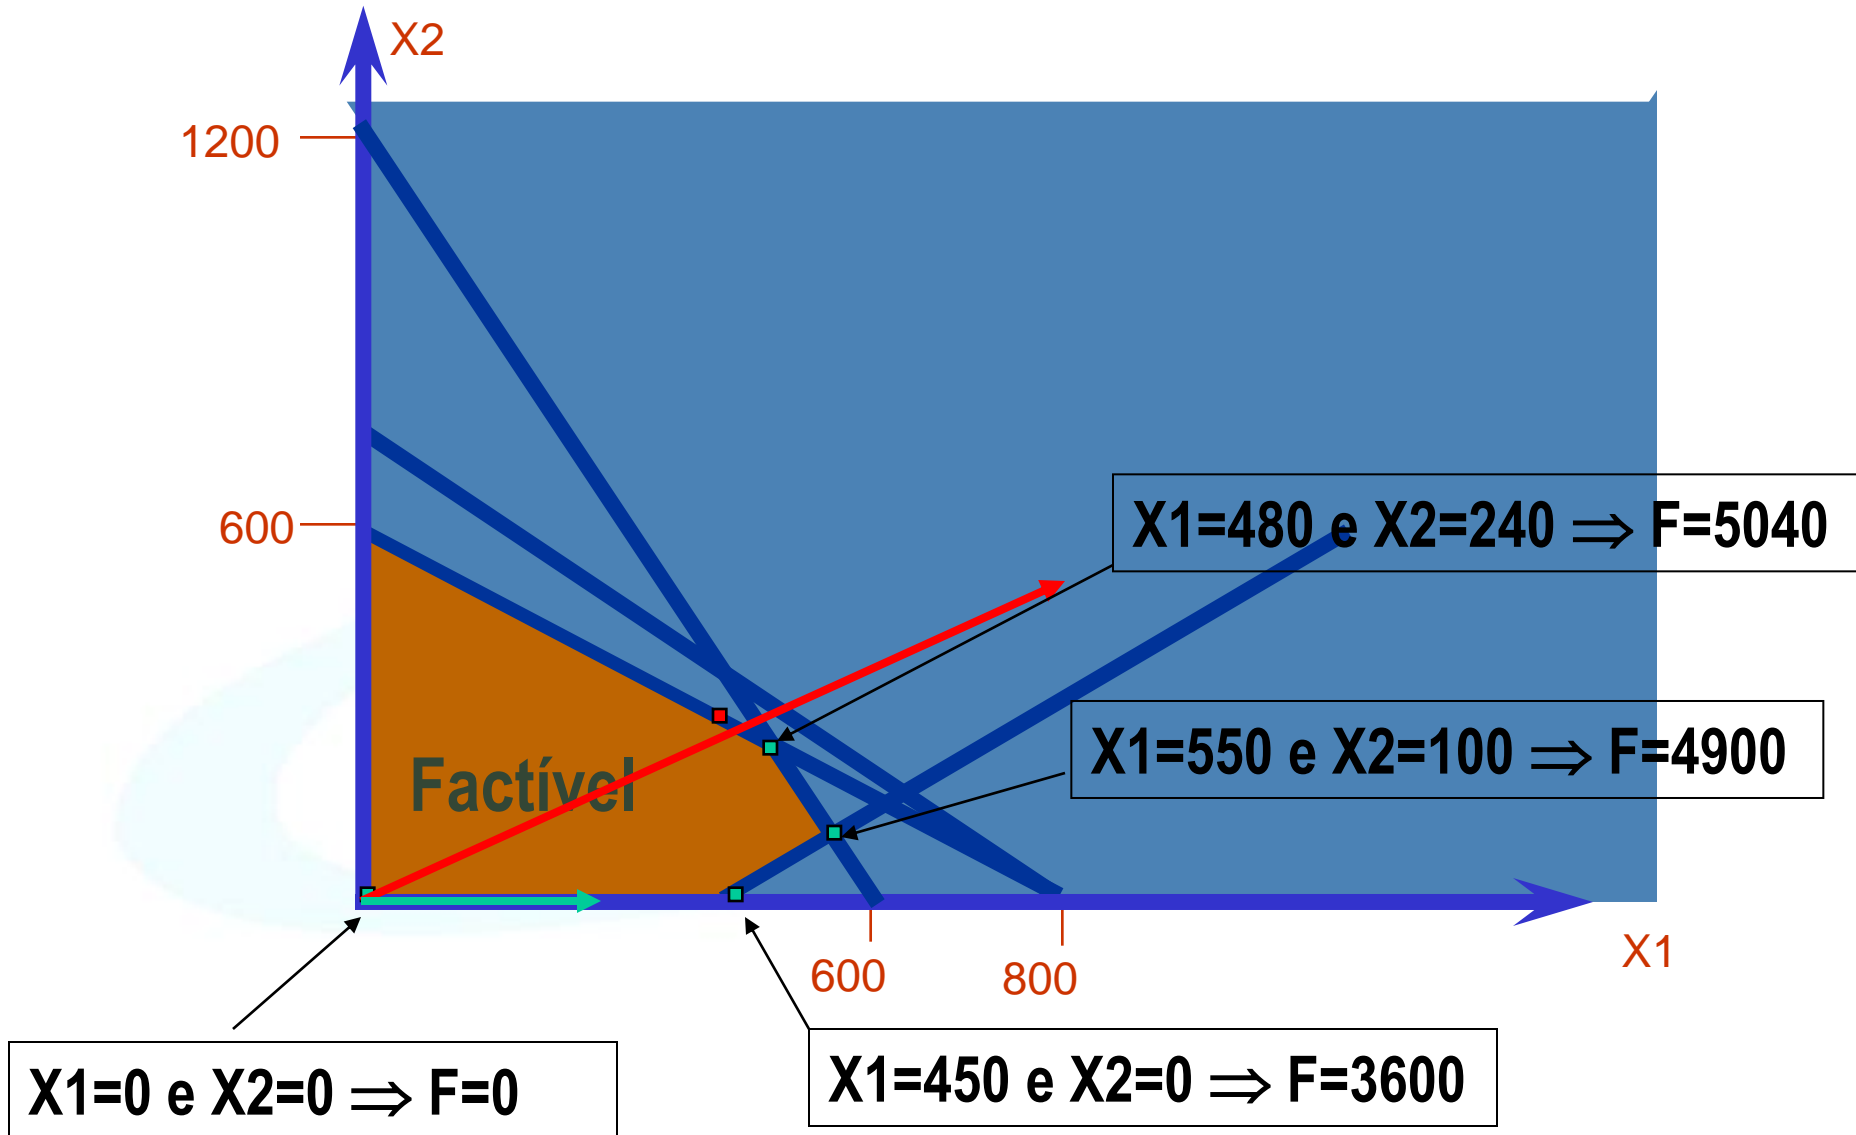 X2
1200
600
X1=480 e X2=240 ⇒ F=5040
X1=550 e X2=100 ⇒ F=4900
Factível
600
800
X1
X1=0 e X2=0 ⇒ F=0
X1=450 e X2=0 ⇒ F=3600